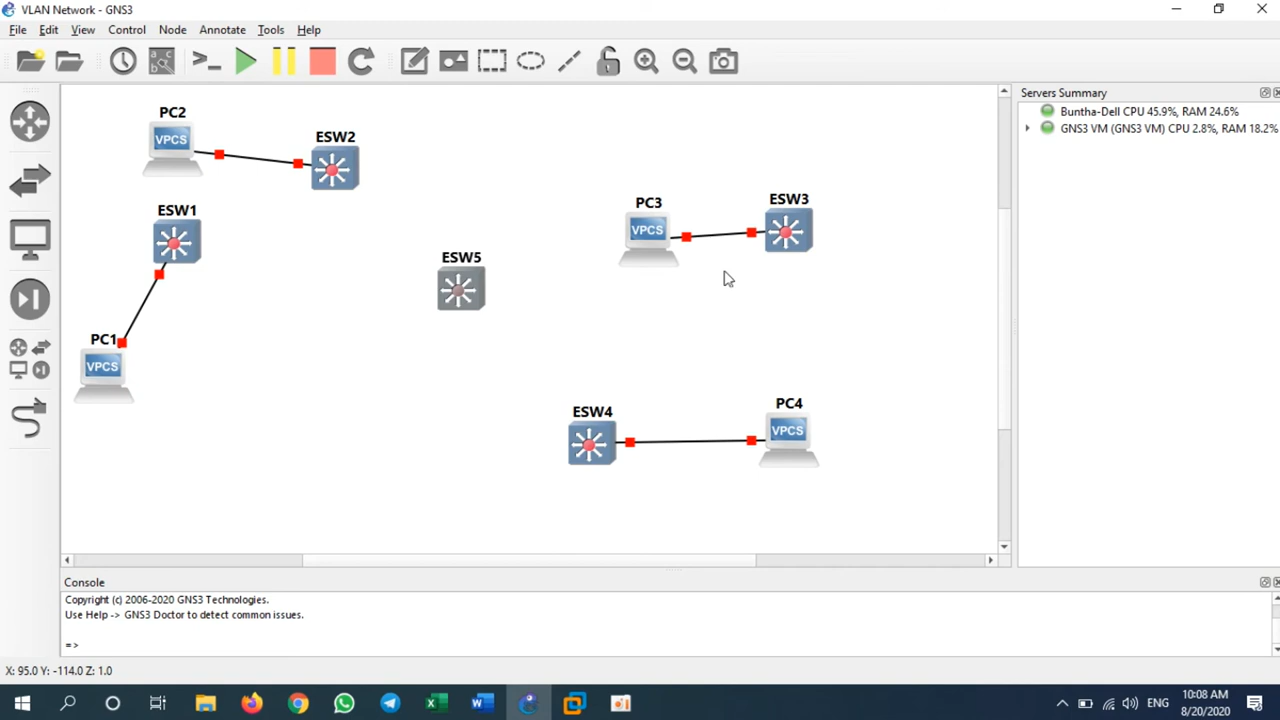 VLAN Network - GNS3
File Edit View Control Node Annotate Tools Help
PC2
VPCS
ESW2
ESW1
PC1
VPCS
ESW5
PC3
VPCS
ESW3
ESW4
PC4
VPCS
Servers Summary
Buntha-Dell CPU 45.9%, RAM 24.6%
GNS3 VM (GNS3 VM) CPU 2.8%, RAM 18.2%
Console
Copyright (c) 2006-2020 GNS3 Technologies.
Use Help -> GNS3 Doctor to detect common issues.
=>
X: 95.0 Y: -114.0 Z: 1.0
ENG
10:08 AM
8/20/2020